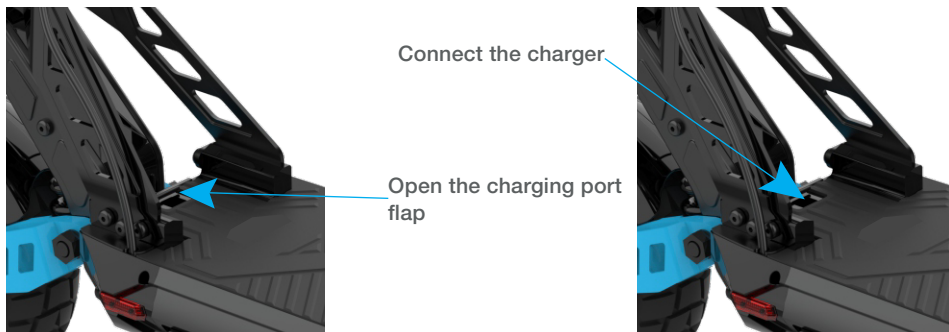 Connect the charger
Open the charging port
flap